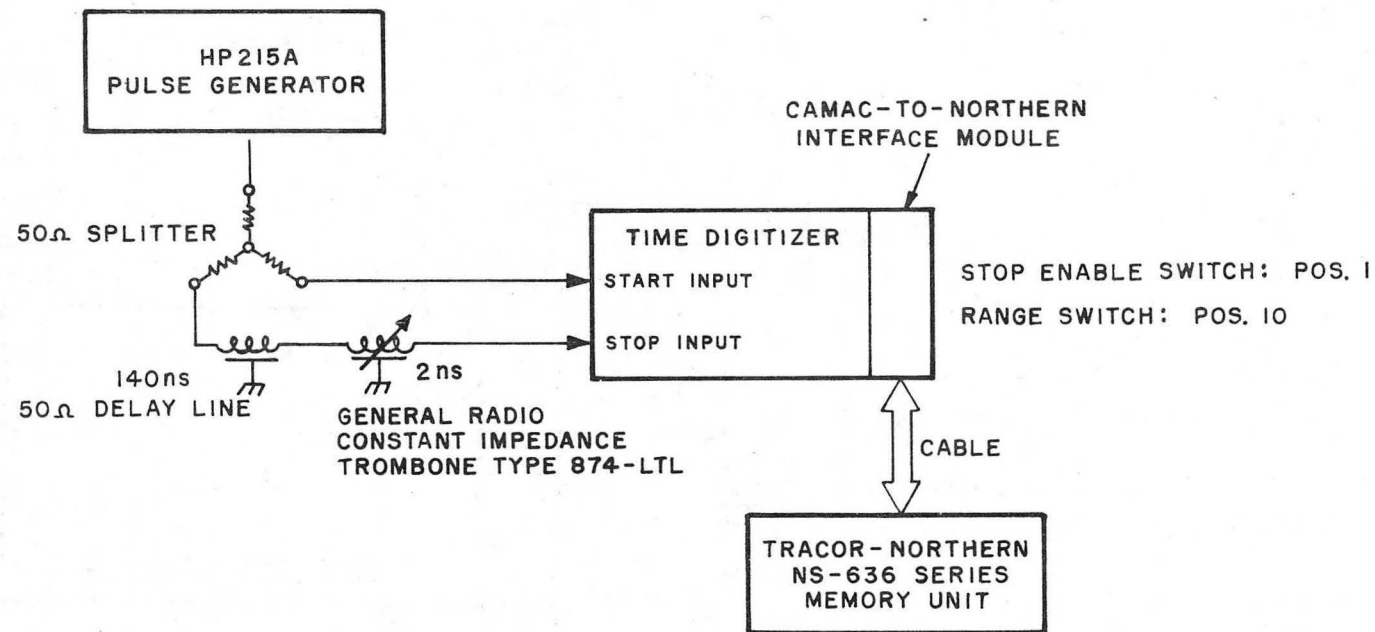 HP215A
PULSE GENERATOR
CAMAC-TO-NORTHERN
INTERFACE MODULE
50Ω SPLITTER
TIME DIGITIZER
START INPUT
STOP INPUT
STOP ENABLE SWITCH: POS. 1
RANGE SWITCH: POS. 10
140ns
50Ω DELAY LINE
2ns
GENERAL RADIO
CONSTANT IMPEDANCE
TROMBONE TYPE 874-LTL
CABLE
TRACOR-NORTHERN
NS-636 SERIES
MEMORY UNIT